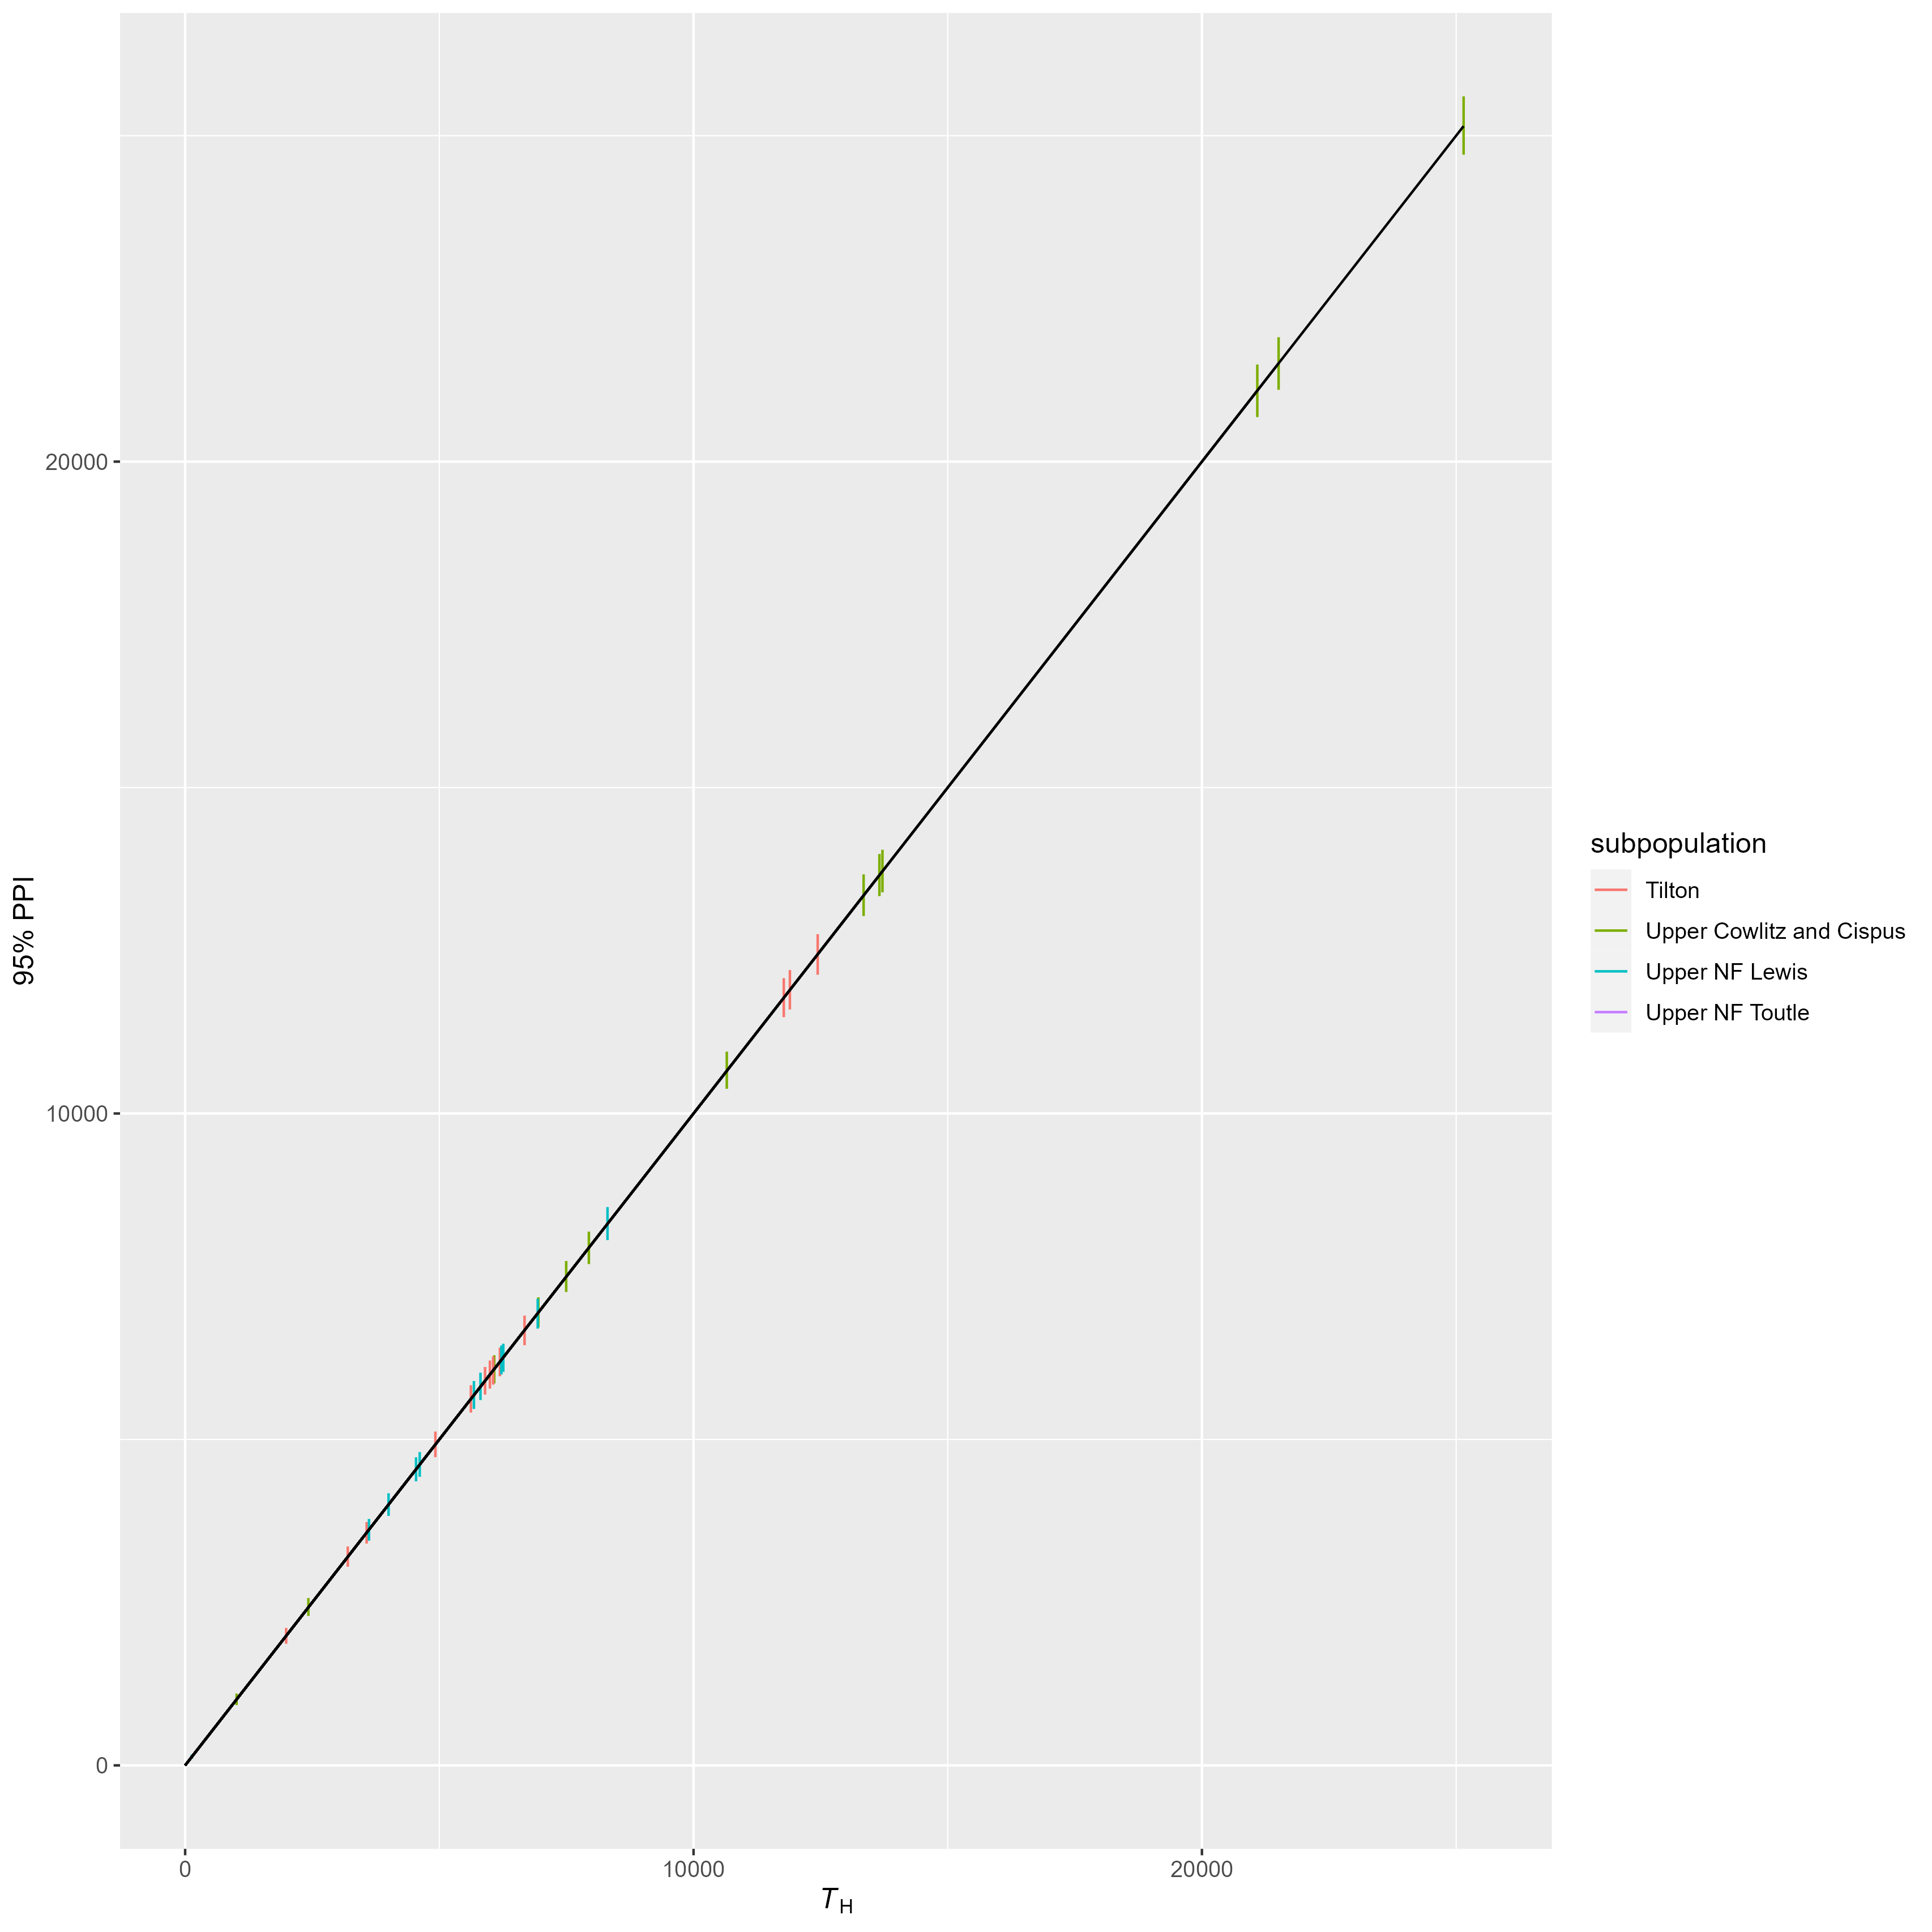 20000
10000
0
95% PPI
0
10000
20000
T H
subpopulation
Tilton
Upper Cowlitz and Cispus
Upper NF Lewis
Upper NF Toutle